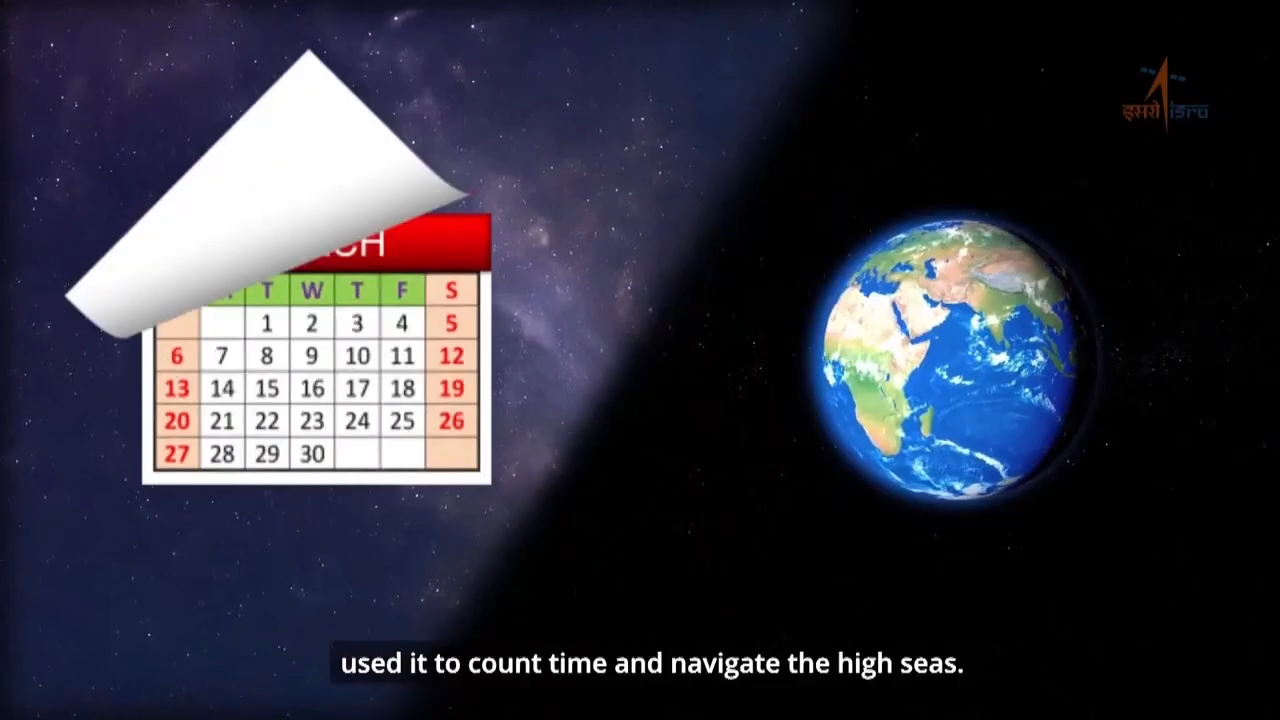 इसरो isro
CH
T W T F S
1 2 3 4 5
6 7 8 9 10 11 12
13 14 15 16 17 18 19
20 21 22 23 24 25 26
27 28 29 30
used it to count time and navigate the high seas.